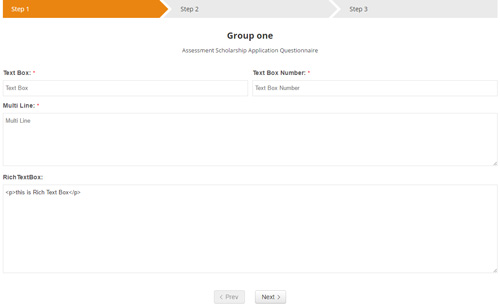 Step 1
Step 2
Step 3
Group one
Assessment Scholarship Application Questionnaire
Text Box: *
Text Box Number: *
Text Box
Text Box Number
Multi Line: *
Multi Line
RichTextBox:
<p>this is Rich Text Box</p>
< Prev
Next >